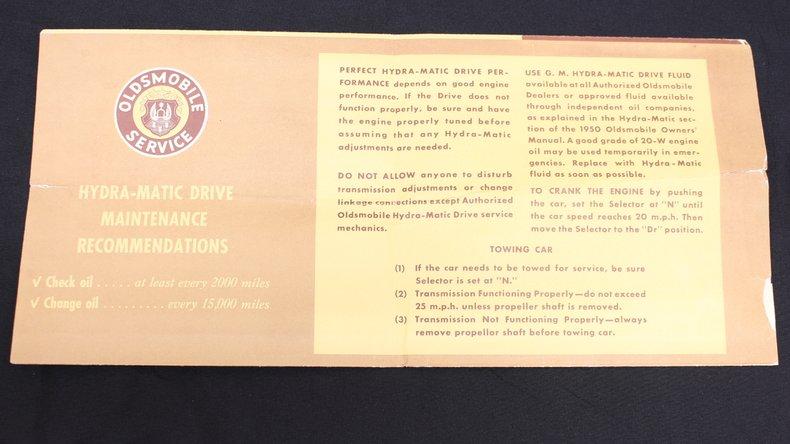 OLDSMOBILE
SERVICE
HYDRA-MATIC DRIVE
MAINTENANCE
RECOMMENDATIONS
√ Check oil ..... at least every 2000 miles
√ Change oil ......... every 15,000 miles
PERFECT HYDRA-MATIC DRIVE PER-
FORMANCE depends on good engine
performance. If the Drive does not
function properly, be sure and have
the engine properly tuned before
assuming that any Hydra-Matic
adjustments are needed.
DO NOT ALLOW anyone to disturb
transmission adjustments or change
linkage connections except Authorized
Oldsmobile Hydra-Matic Drive service
mechanics.
USE G. M. HYDRA-MATIC DRIVE FLUID
available at all Authorized Oldsmobile
Dealers or approved fluid available
through independent oil companies,
as explained in the Hydra-Matic sec-
tion of the 1950 Oldsmobile Owners'
Manual. A good grade of 20-W engine
oil may be used temporarily in emer-
gencies. Replace with Hydra-Matic
fluid as soon as possible.
TO CRANK THE ENGINE by pushing
the car, set the Selector at "N" until
the car speed reaches 20 m.p.h. Then
move the Selector to the "Dr" position.
TOWING CAR
(1) If the car needs to be towed for service, be sure
Selector is set at "N."
(2) Transmission Functioning Properly—do not exceed
25 m.p.h. unless propeller shaft is removed.
(3) Transmission Not Functioning Properly—always
remove propellor shaft before towing car.